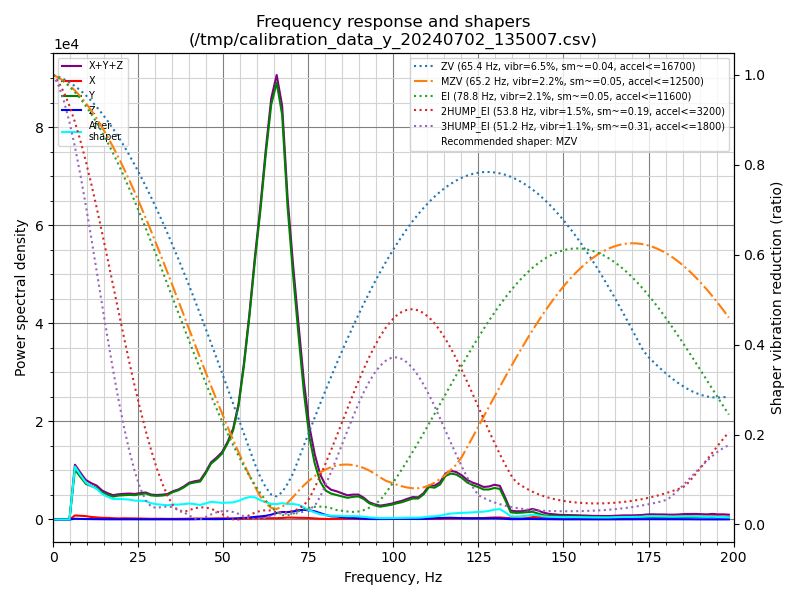 Frequency response and shapers
(/tmp/calibration_data_y_20240702_135007.csv)
1e4
X+Y+Z
X
Y
Z
After
shaper
ZV (65.4 Hz, vibr=6.5%, sm~=0.04, accel<=16700)
MZV (65.2 Hz, vibr=2.2%, sm~=0.05, accel<=12500)
EI (78.8 Hz, vibr=2.1%, sm~=0.05, accel<=11600)
2HUMP_EI (53.8 Hz, vibr=1.5%, sm~=0.19, accel<=3200)
3HUMP_EI (51.2 Hz, vibr=1.1%, sm~=0.31, accel<=1800)
Recommended shaper: MZV
Power spectral density
8
6
4
2
0
1.0
0.8
0.6
0.4
0.2
0.0
Shaper vibration reduction (ratio)
0 25 50 75 100 125 150 175 200
Frequency, Hz